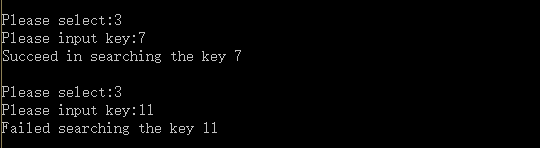 Please select:3
Please input key:7
Succeed in searching the key 7
Please select:3
Please input key:11
Failed searching the key 11